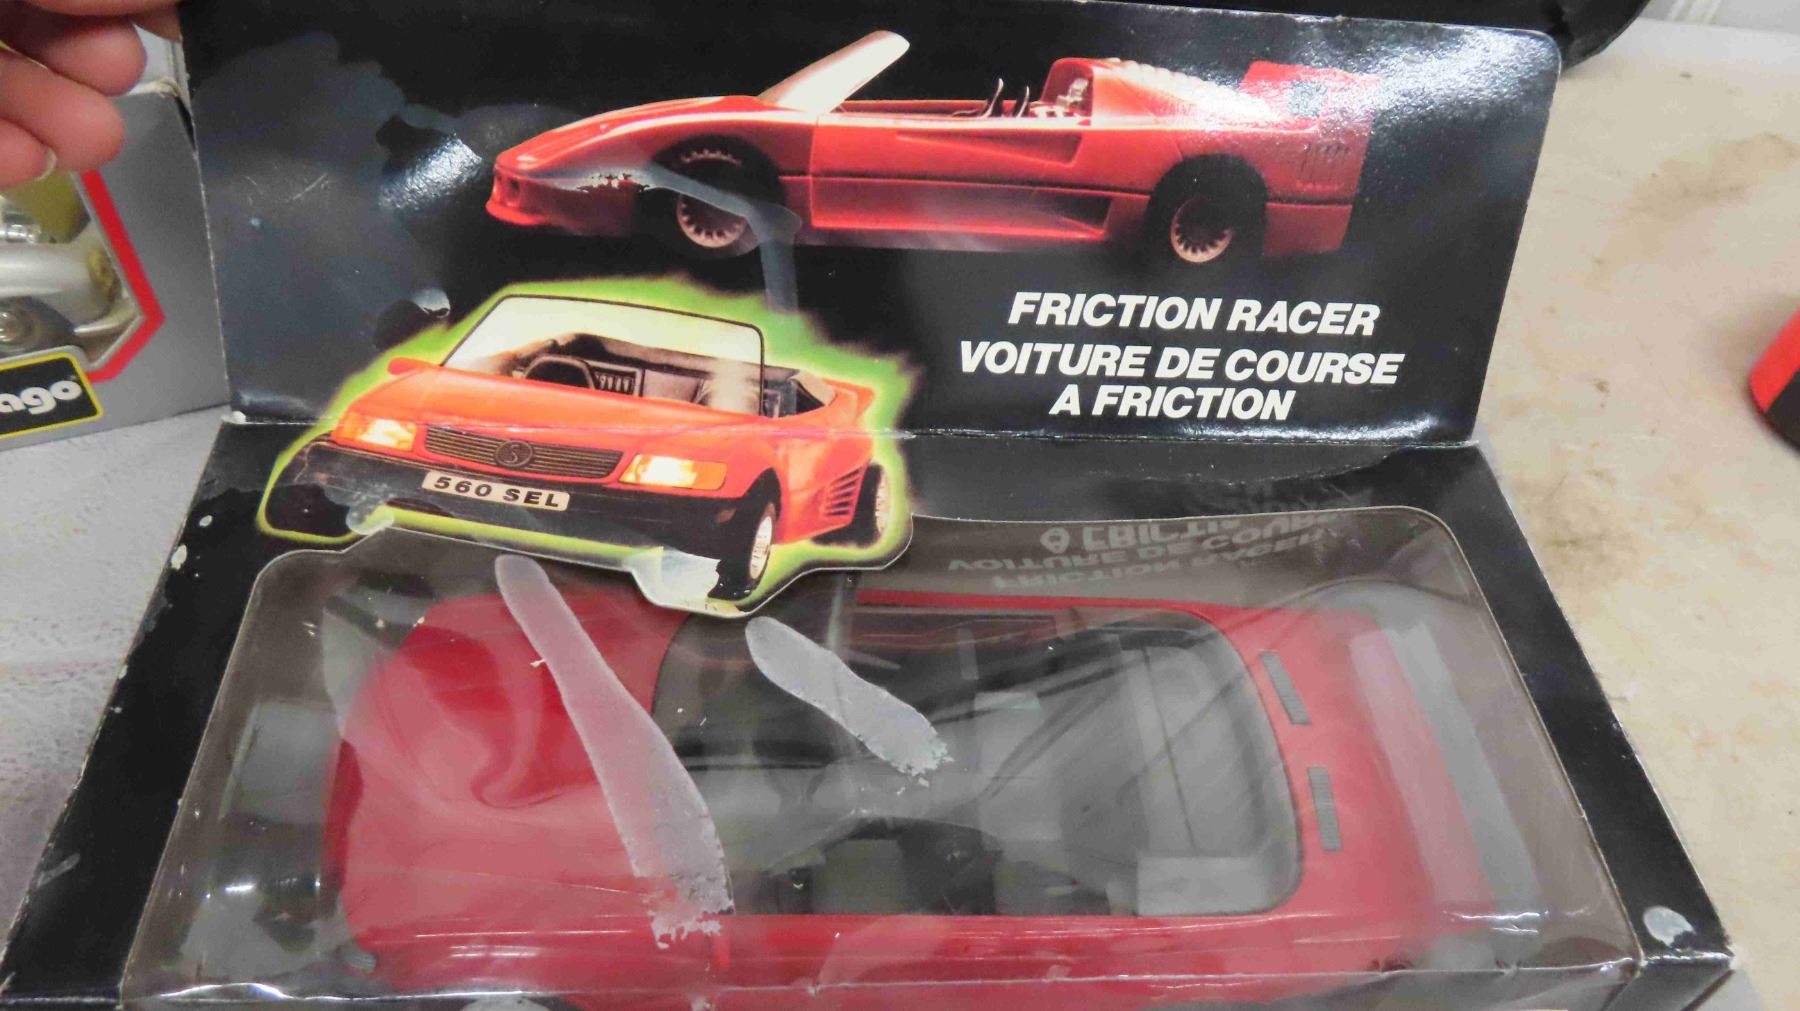 FRICTION RACER
VOITURE DE COURSE
A FRICTION
560 SEL
ago